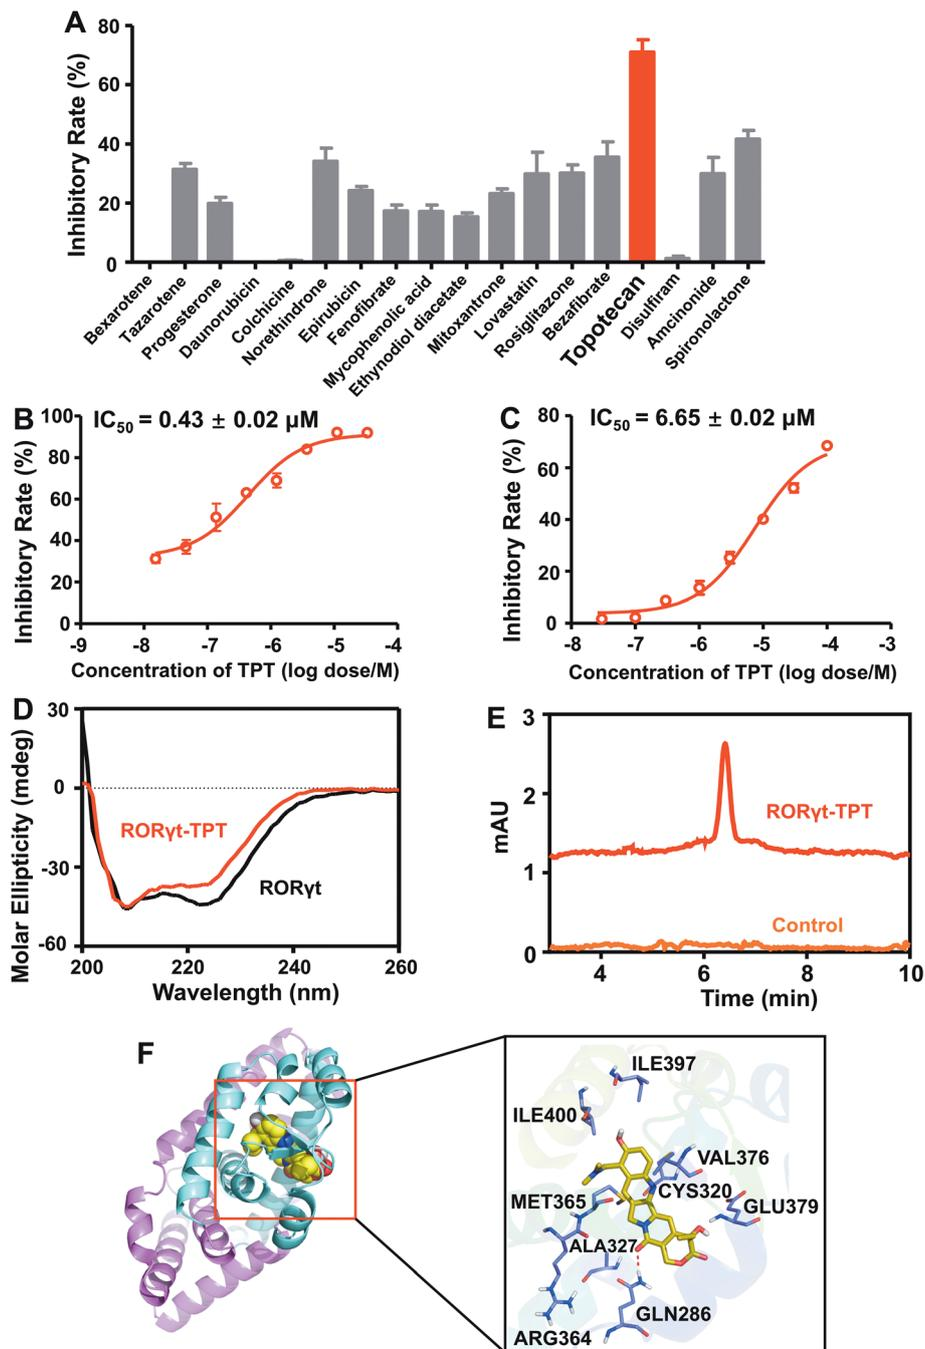 A
Inhibitory Rate (%)
80
60
40
20
0
Bexarotene
Tazarotene
Progesterone
Daunorubicin
Colchicine
Norethindrone
Epirubicin
Fenofibrate
Mycophenolic acid
Ethynodiol diacetate
Mitoxantrone
Lovastatin
Rosiglitazone
Bezafibrate
Topotecan
Disulfiram
Amcinonide
Spironolactone
B
IC50 = 0.43 ± 0.02 μM
Inhibitory Rate (%)
100
80
60
40
20
0
-9 -8 -7 -6 -5 -4
Concentration of TPT (log dose/M)
C
IC50 = 6.65 ± 0.02 μM
Inhibitory Rate (%)
80
60
40
20
0
-8 -7 -6 -5 -4 -3
Concentration of TPT (log dose/M)
D
Molar Ellipticity (mdeg)
30
0
-30
-60
RORγt-TPT
RORγt
200 220 240 260
Wavelength (nm)
E
mAU
3
2
1
0
RORγt-TPT
Control
4 6 8 10
Time (min)
F
ILE397
ILE400
VAL376
CYS320
MET365
GLU379
ALA327
GLN286
ARG364